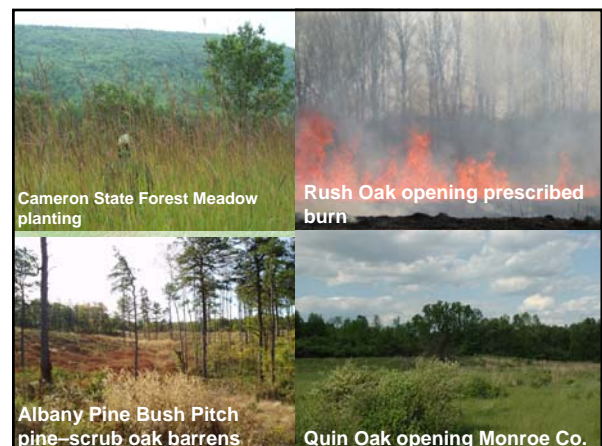 Cameron State Forest Meadow
planting
Rush Oak opening prescribed
burn
Albany Pine Bush Pitch
pine–scrub oak barrens
Quin Oak opening Monroe Co.